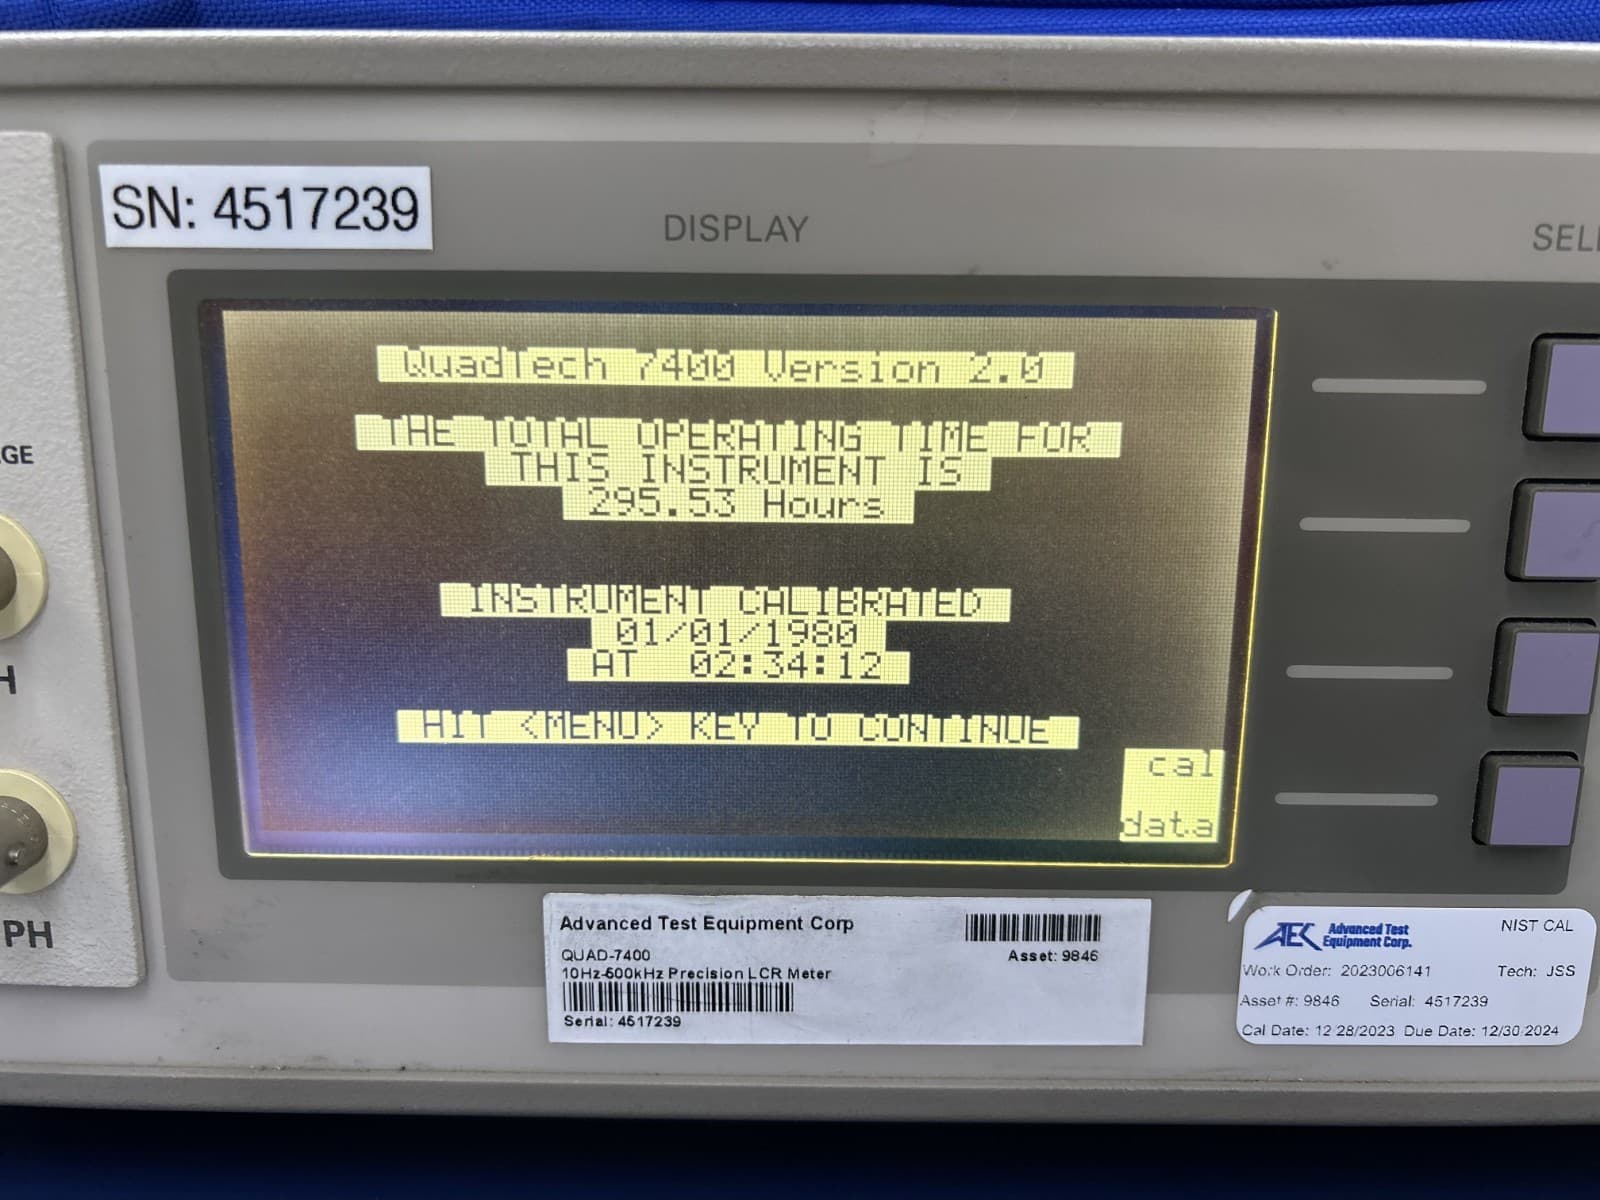 SN: 4517239
DISPLAY
QuadTech 7400 Version 2.0
THE TOTAL OPERATING TIME FOR
THIS INSTRUMENT IS
295.53 Hours
INSTRUMENT CALIBRATED
01/01/1980
AT 02:34:12
HIT <MENU> KEY TO CONTINUE
cal
data
PH
Advanced Test Equipment Corp
QUAD-7400
Asset: 9846
10Hz-500kHz Precision LCR Meter
Serial: 4517239
AEC Advanced Test
Equipment Corp.
NIST CAL
Work Order: 2023006141 Tech: JSS
Asset #: 9846 Serial: 4517239
Cal Date: 12 28/2023 Due Date: 12/30 2024